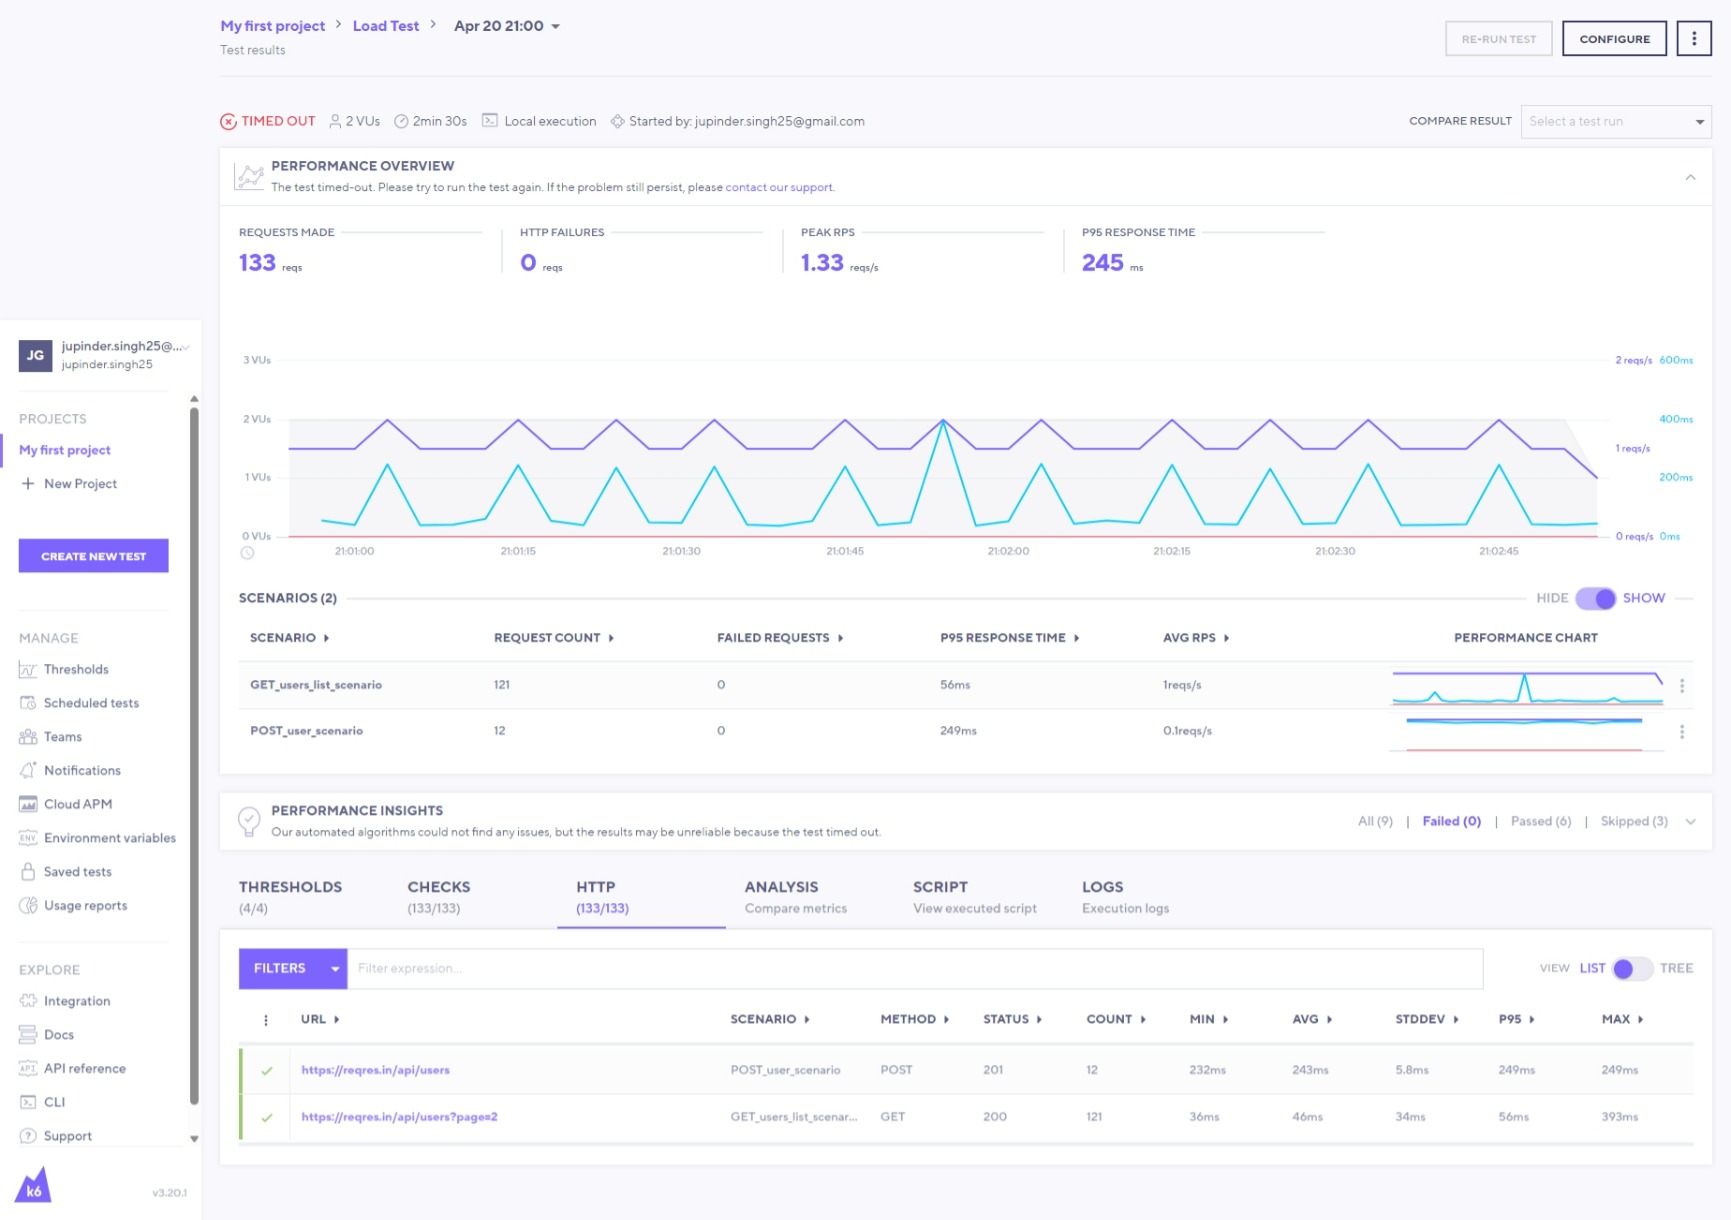 My first project > Load Test > Apr 20 21:00
Test results
RE-RUN TEST
CONFIGURE
TIMED OUT 2 VUs 2min 30s Local execution Started by: jupinder.singh25@gmail.com
COMPARE RESULT Select a test run
PERFORMANCE OVERVIEW
The test timed-out. Please try to run the test again. If the problem still persist, please contact our support.
REQUESTS MADE
133 reqs
HTTP FAILURES
0 reqs
PEAK RPS
1.33 reqs/s
P95 RESPONSE TIME
245 ms
3 VUs 2 reqs/s 600ms
2 VUs 400ms
1 reqs/s
1 VUs 200ms
0 VUs 0 reqs/s 0ms
21:01:00 21:01:15 21:01:30 21:01:45 21:02:00 21:02:15 21:02:30 21:02:45
SCENARIOS (2) HIDE SHOW
SCENARIO REQUEST COUNT FAILED REQUESTS P95 RESPONSE TIME AVG RPS PERFORMANCE CHART
GET_users_list_scenario 121 0 56ms 1reqs/s
POST_user_scenario 12 0 249ms 0.1reqs/s
PERFORMANCE INSIGHTS
Our automated algorithms could not find any issues, but the results may be unreliable because the test timed out.
All (9) | Failed (0) | Passed (6) | Skipped (3)
THRESHOLDS
(4/4)
CHECKS
(133/133)
HTTP
(133/133)
ANALYSIS
Compare metrics
SCRIPT
View executed script
LOGS
Execution logs
FILTERS Filter expression... VIEW LIST TREE
URL SCENARIO METHOD STATUS COUNT MIN AVG STDDEV P95 MAX
https://reqres.in/api/users POST_user_scenario POST 201 12 232ms 243ms 5.8ms 249ms 249ms
https://reqres.in/api/users?page=2 GET_users_list_scenar... GET 200 121 36ms 46ms 34ms 56ms 393ms
JG
jupinder.singh25@...
jupinder.singh25
PROJECTS
My first project
New Project
CREATE NEW TEST
MANAGE
Thresholds
Scheduled tests
Teams
Notifications
Cloud APM
ENV Environment variables
Saved tests
Usage reports
EXPLORE
Integration
Docs
API API reference
CLI
Support
k6
v3.20.1